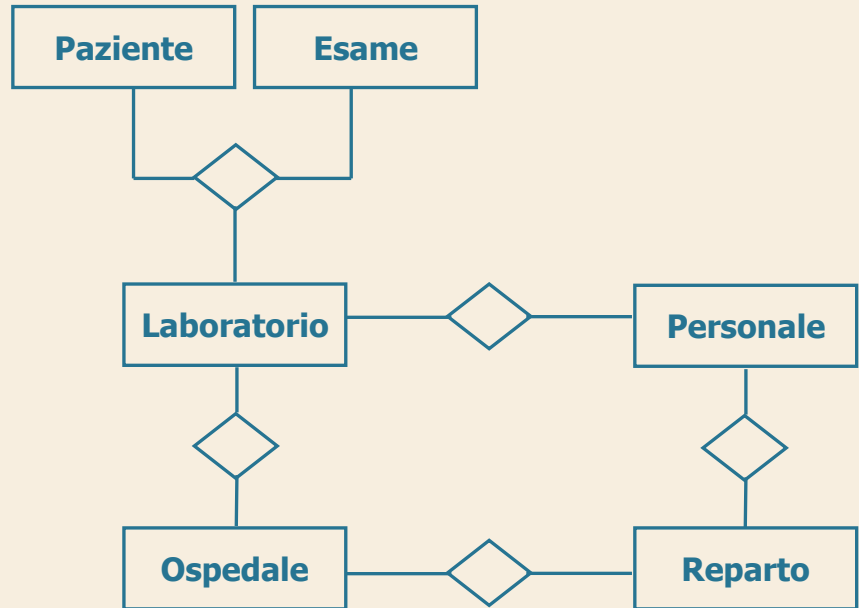 Paziente
Esame
Laboratorio
Personale
Ospedale
Reparto